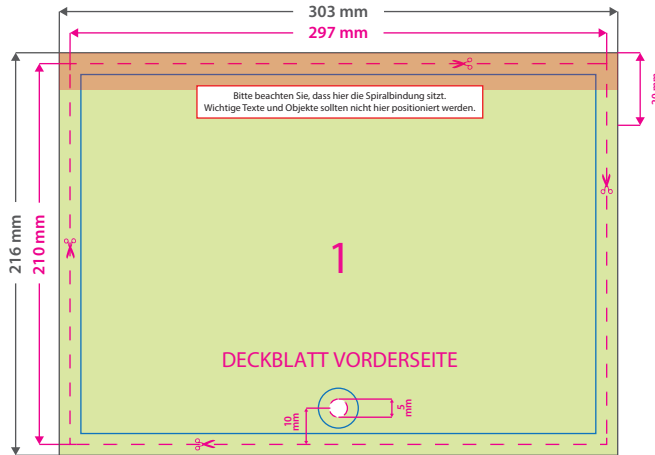 303 mm
297 mm
Bitte beachten Sie, dass hier die Spiralbindung sitzt.
Wichtige Texte und Objekte sollten nicht hier positioniert werden.
216 mm
210 mm
1
DECKBLATT VORDERSEITE
10
mm
5
mm